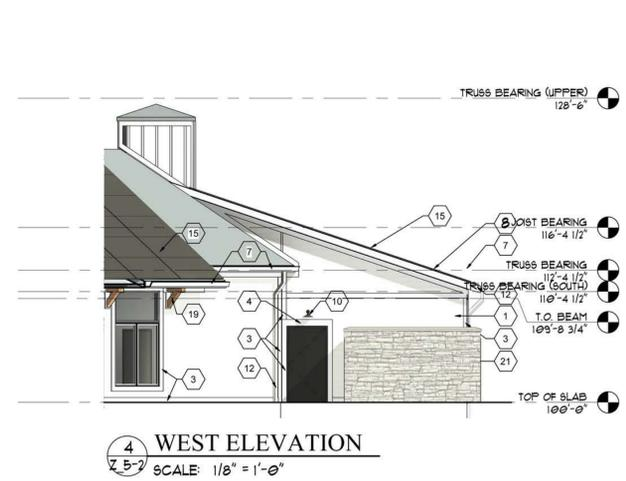 TRUSS BEARING (UPPER)
128'-6"
15
8
JOIST BEARING
116'-4 1/2"
15
7
7
TRUSS BEARING
112'-4 1/2"
TRUSS BEARING (SOUTH)
110'-4 1/2"
12
4
10
19
1
T.O. BEAM
109'-8 3/4"
3
3
21
12
3
TOP OF SLAB
100'-0"
4
Z_5-2
WEST ELEVATION
SCALE: 1/8" = 1'-0"